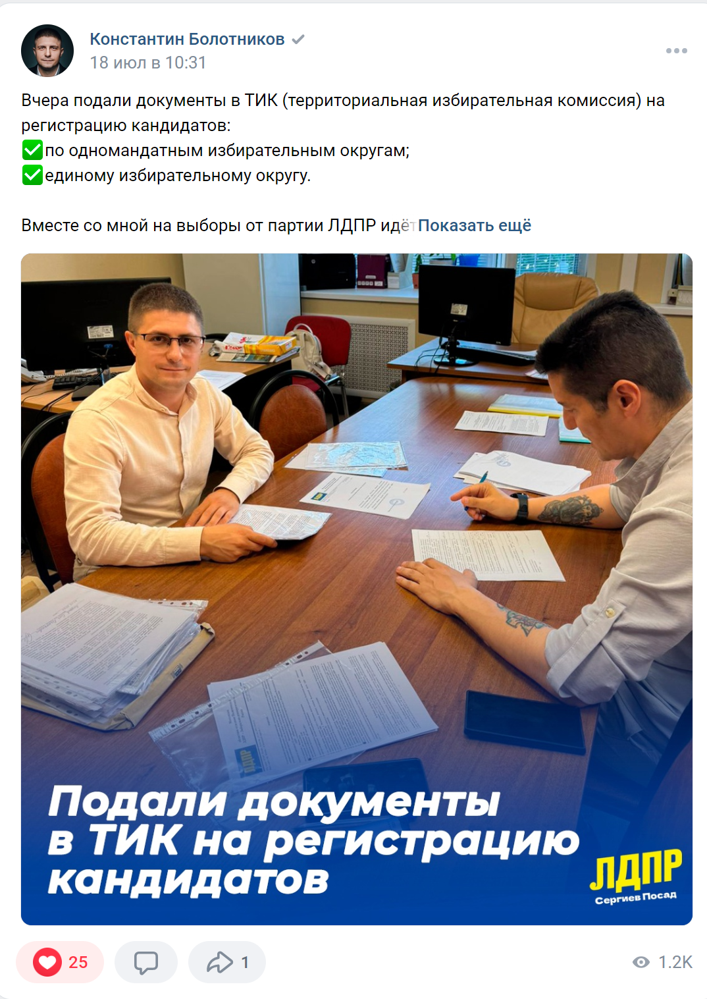 Константин Болотников
18 июл в 10:31
Вчера подали документы в ТИК (территориальная избирательная комиссия) на
регистрацию кандидатов:
✅по одномандатным избирательным округам;
✅единому избирательному округу.
Вместе со мной на выборы от партии ЛДПР идёт Показать ещё
ЛДПР
Подали документы
в ТИК на регистрацию
кандидатов
ЛДПР
Сергиев Посад
25
1
1.2K